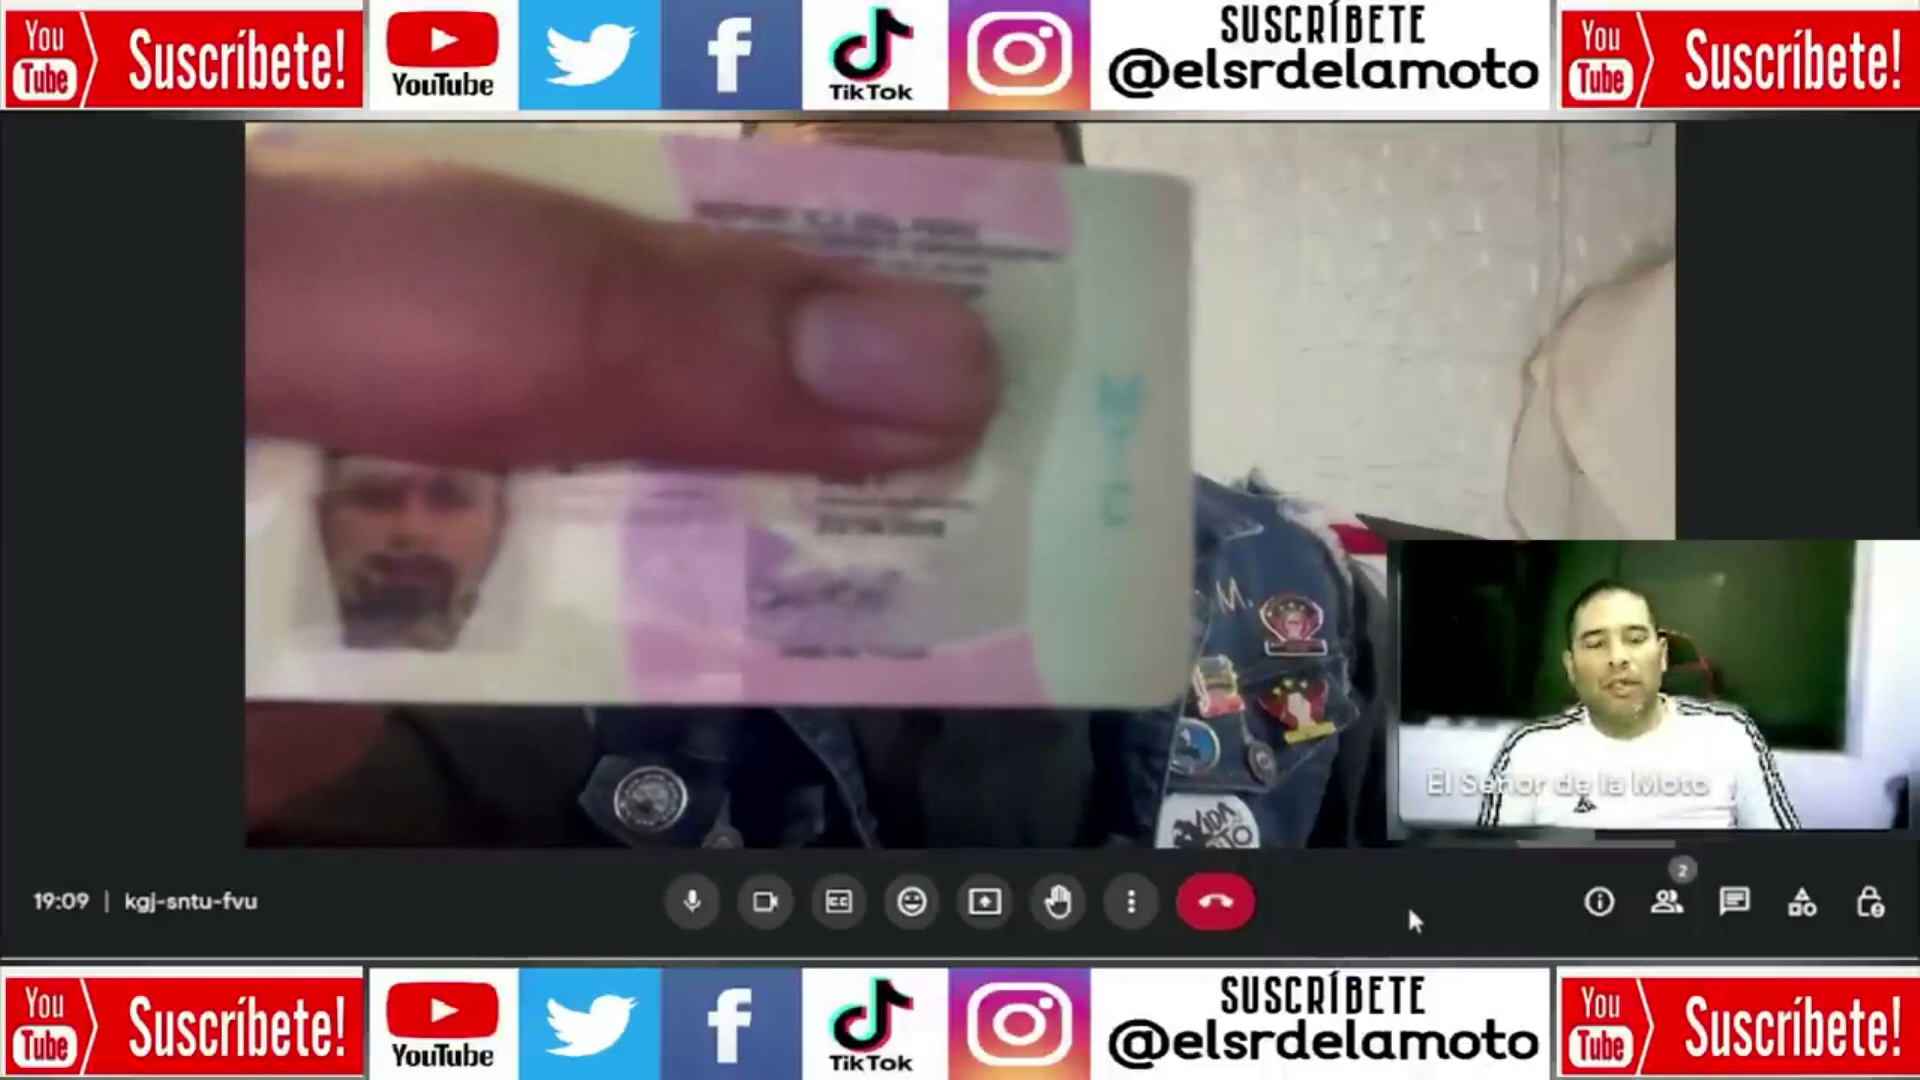 You Tube Suscríbete!
YouTube
TikTok
SUSCRÍBETE
@elsrdelamoto
You Tube Suscríbete!
MTC
M.
VIDA
El Señor de la Moto
19:09 | kgj-sntu-fvu
2
You Tube Suscríbete!
YouTube
TikTok
SUSCRÍBETE
@elsrdelamoto
You Tube Suscríbete!